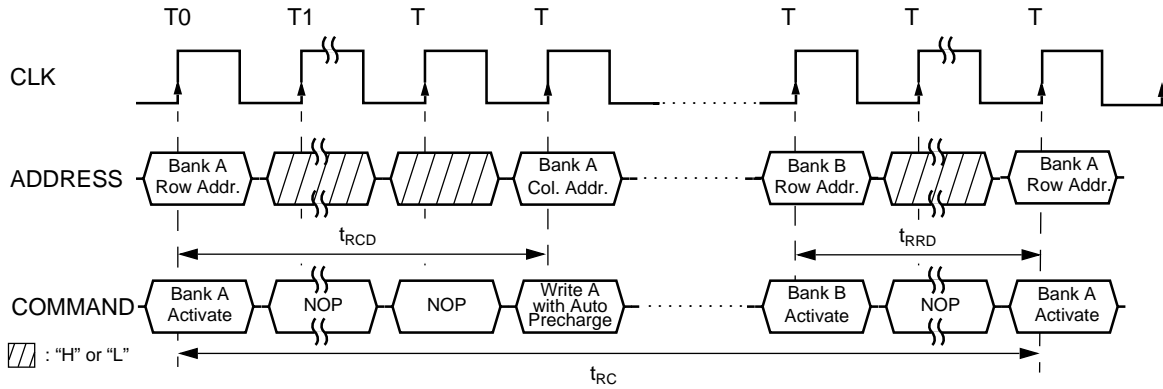 T0 T1 T T T T T
CLK
ADDRESS
Bank A
Row Addr.
Bank A
Col. Addr.
Bank B
Row Addr.
Bank A
Row Addr.
tRCD
tRRD
COMMAND
Bank A
Activate
NOP
NOP
Write A
with Auto
Precharge
Bank B
Activate
NOP
Bank A
Activate
: “H” or “L”
tRC